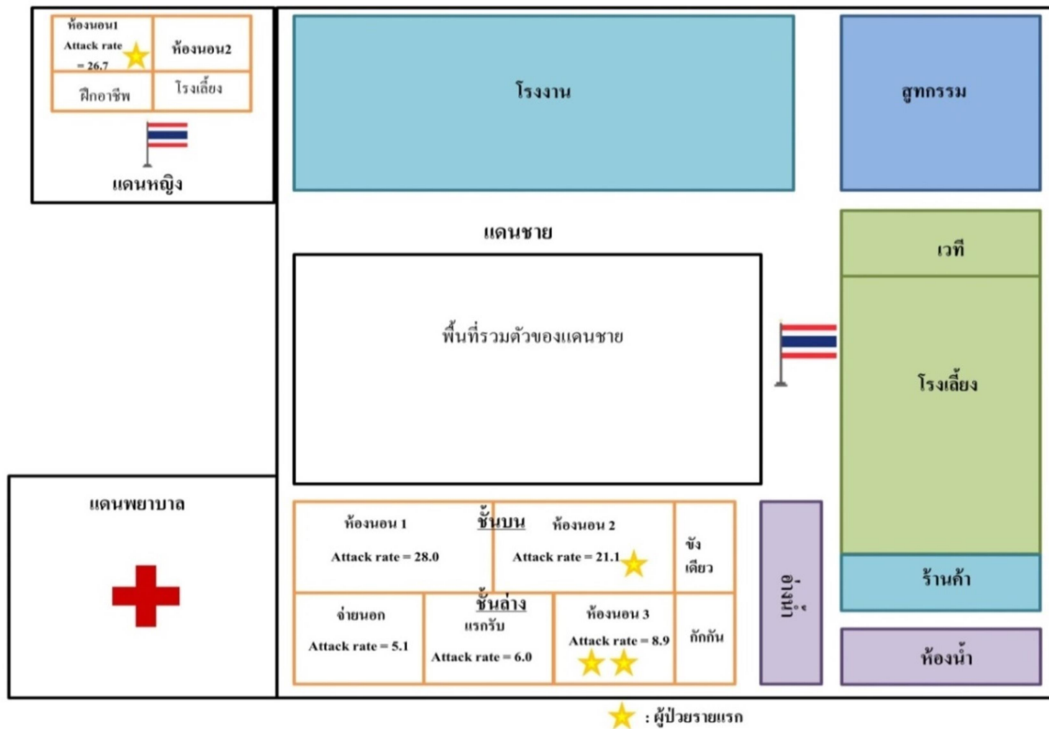 ห้องนอน1
Attack rate
= 26.7
ห้องนอน2
ฝึกอาชีพ
โรงเลี้ยง
แดนหญิง
โรงงาน
สูทกรรม
แดนชาย
เวที
พื้นที่รวมตัวของแดนชาย
โรงเลี้ยง
แดนพยาบาล
ชั้นบน
ห้องนอน 1
Attack rate = 28.0
ห้องนอน 2
Attack rate = 21.1
ขัง
เดียว
ชั้นล่าง
จ่ายนอก
Attack rate = 5.1
แรกรับ
Attack rate = 6.0
ห้องนอน 3
Attack rate = 8.9
กักกัน
อ่างน้ำ
ร้านค้า
ห้องน้ำ
: ผู้ป่วยรายแรก